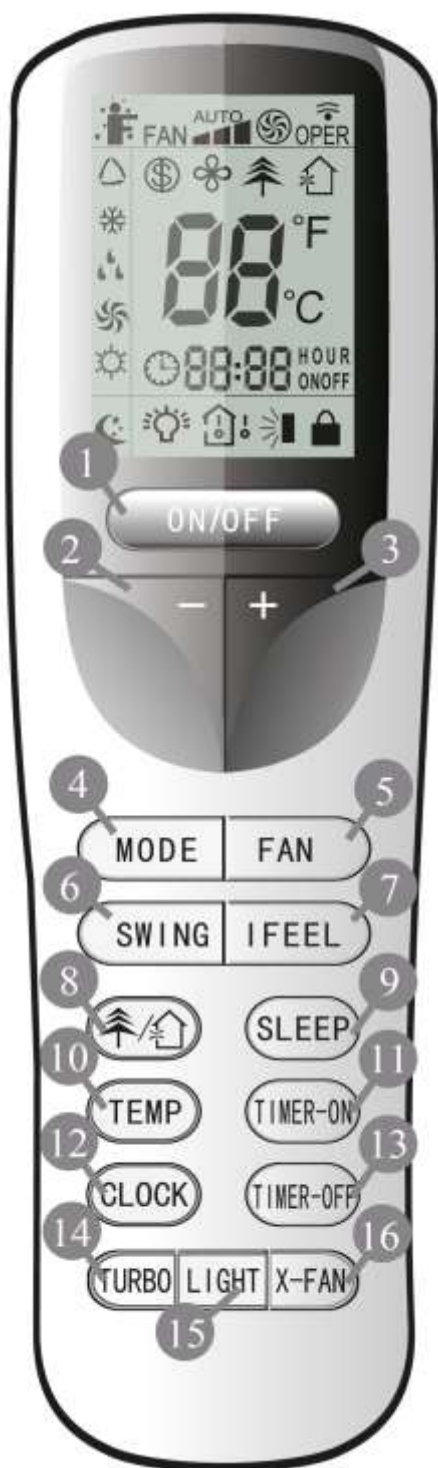 FAN AUTO OPER
88 °F
°C
88:88 HOUR
ONOFF
1
ON/OFF
2 3
- +
4 5
MODE FAN
6 7
SWING IFEEL
8 9
/ SLEEP
10 11
TEMP TIMER-ON
12 13
CLOCK TIMER-OFF
14 16
TURBO LIGHT X-FAN
15